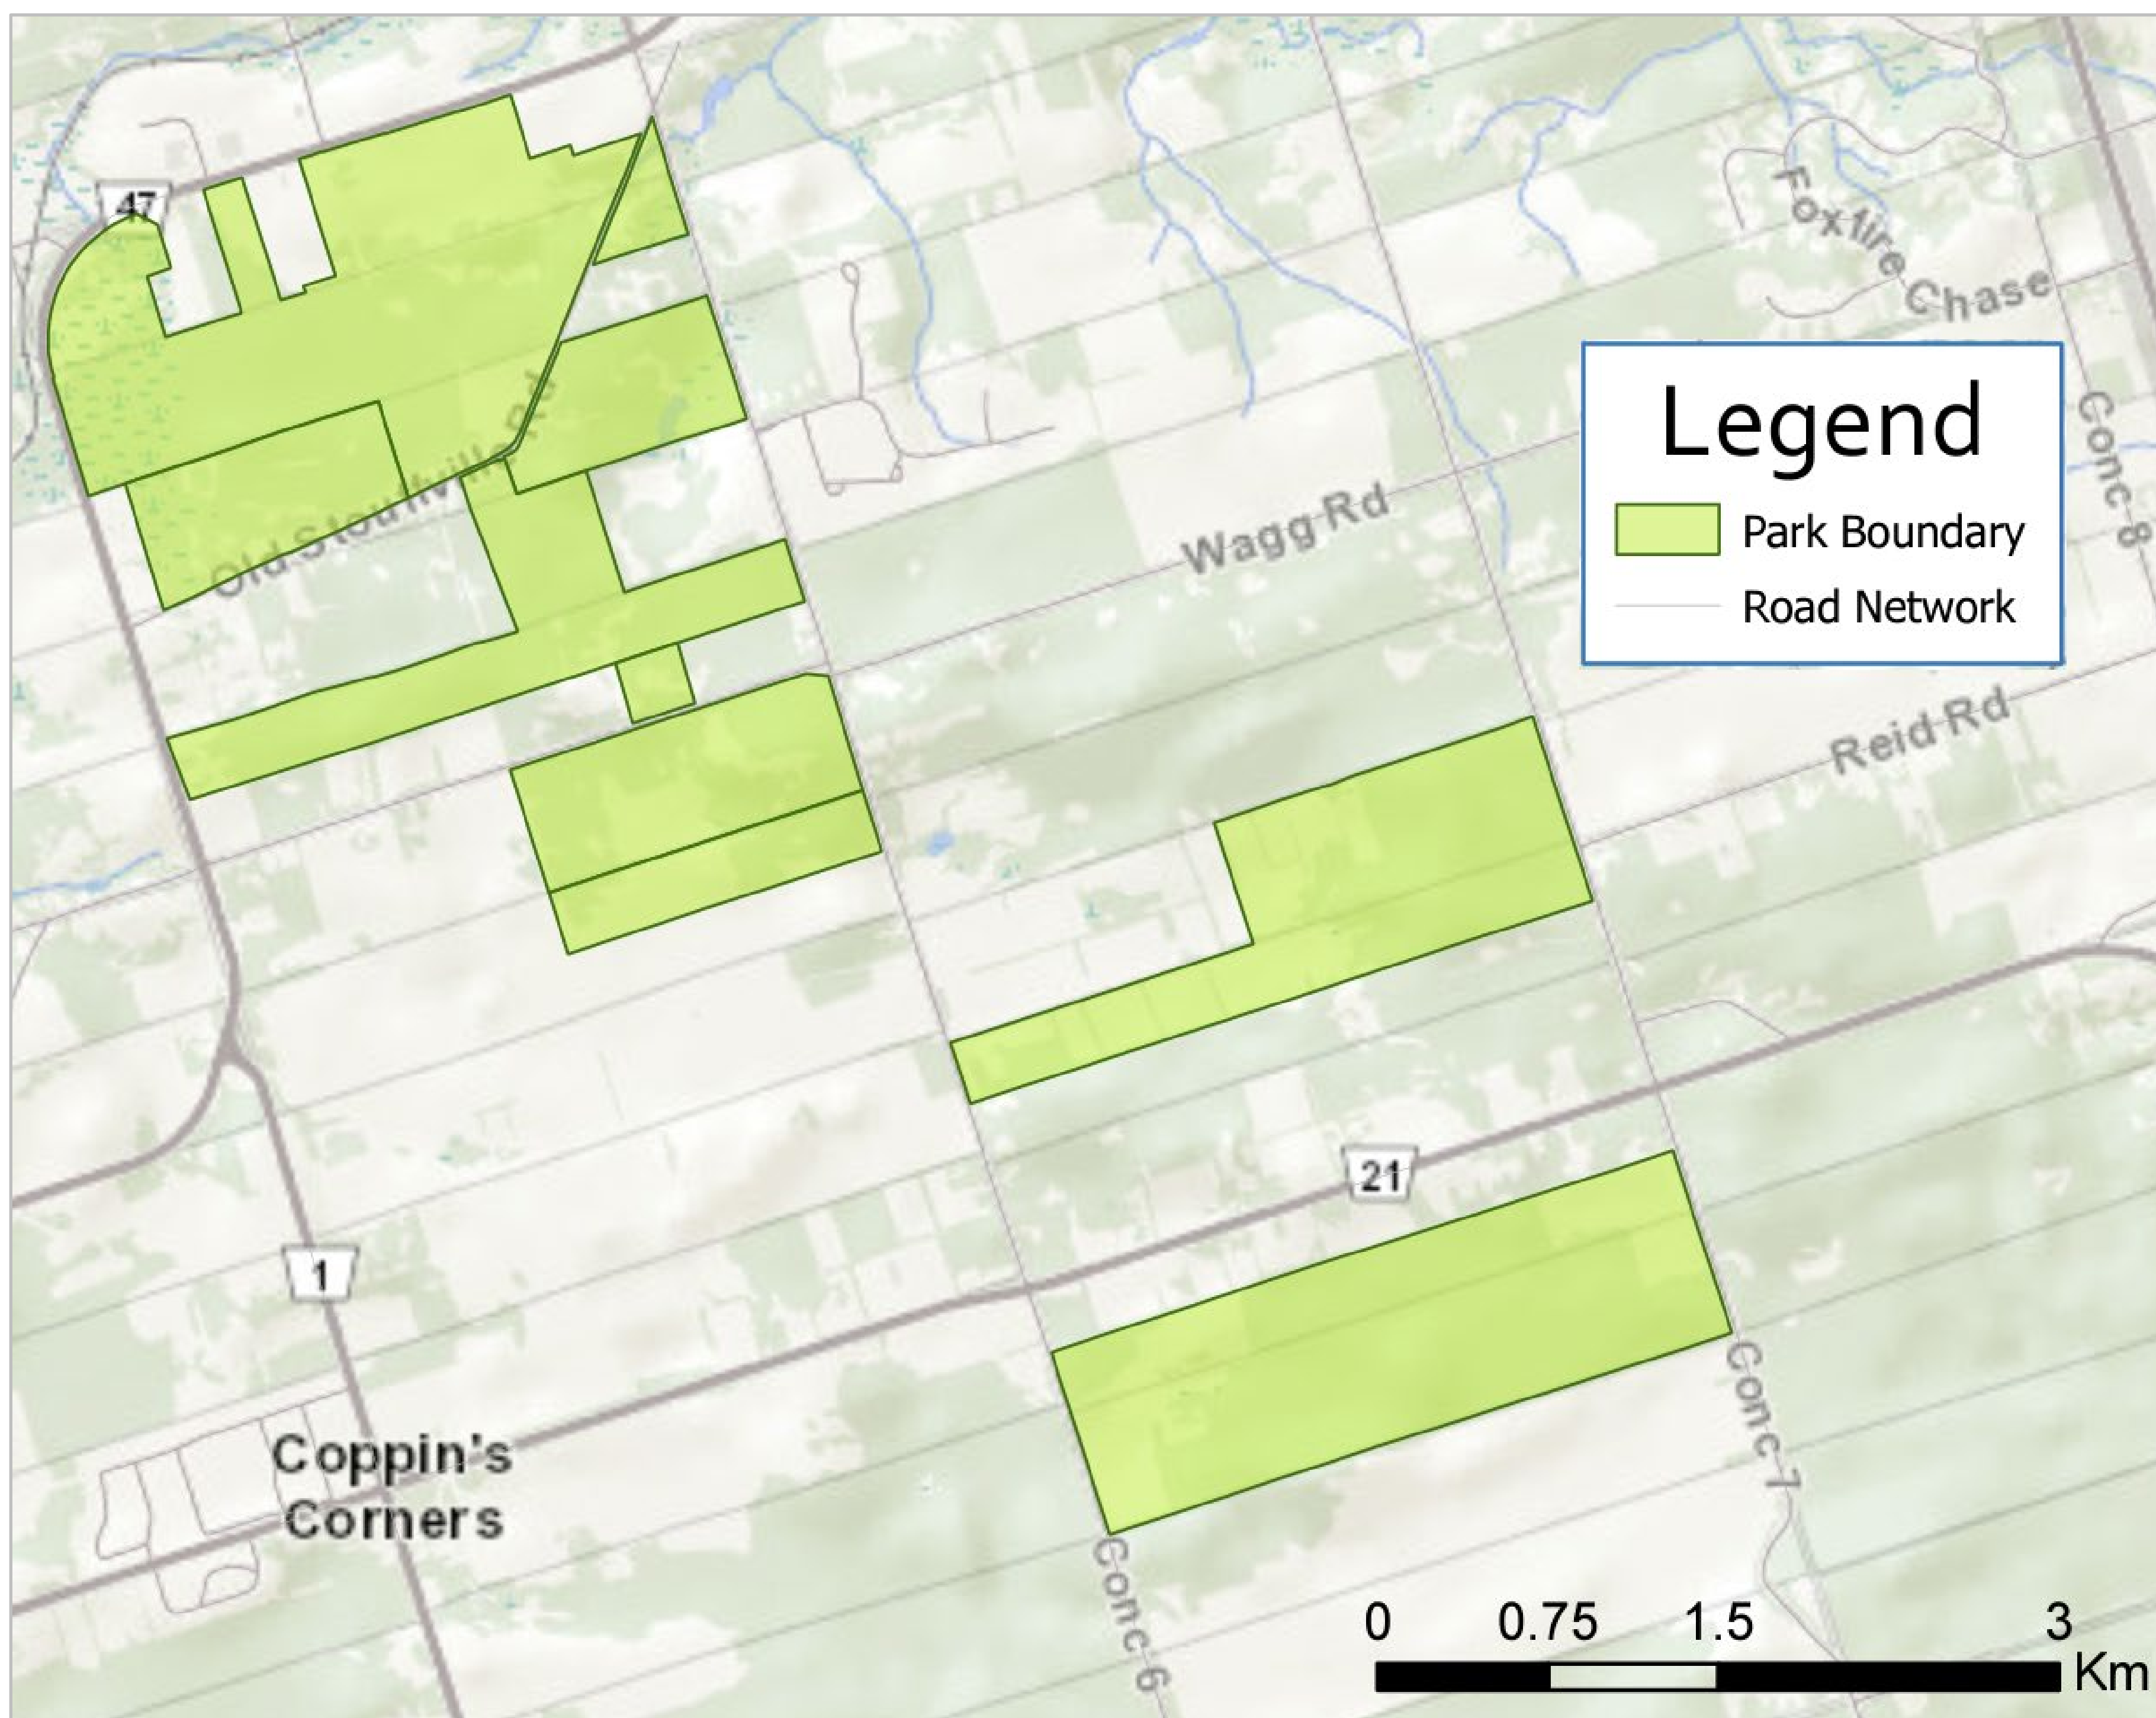 47
Foxfire
Chase
Legend
Park Boundary
Road Network
Conc 8
Old Stouffville Rd
Wagg Rd
Reid Rd
21
1
Conc 7
Coppin's
Corners
Conc 6
0 0.75 1.5 3
Km